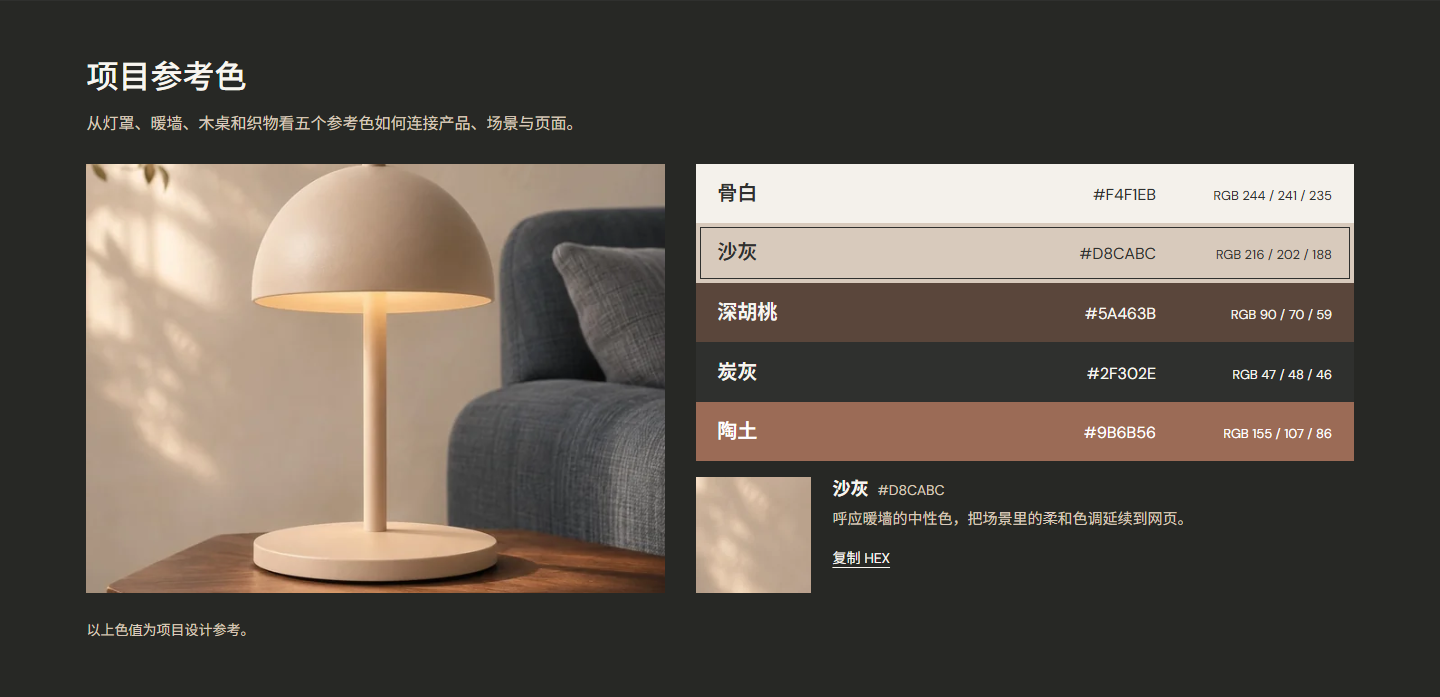 项目参考色
从灯罩、暖墙、木桌和织物看五个参考色如何连接产品、场景与页面。
骨白 #F4F1EB RGB 244 / 241 / 235
沙灰 #D8CABC RGB 216 / 202 / 188
深胡桃 #5A463B RGB 90 / 70 / 59
炭灰 #2F302E RGB 47 / 48 / 46
陶土 #9B6B56 RGB 155 / 107 / 86
沙灰 #D8CABC
呼应暖墙的中性色，把场景里的柔和色调延续到网页。
复制 HEX
以上色值为项目设计参考。